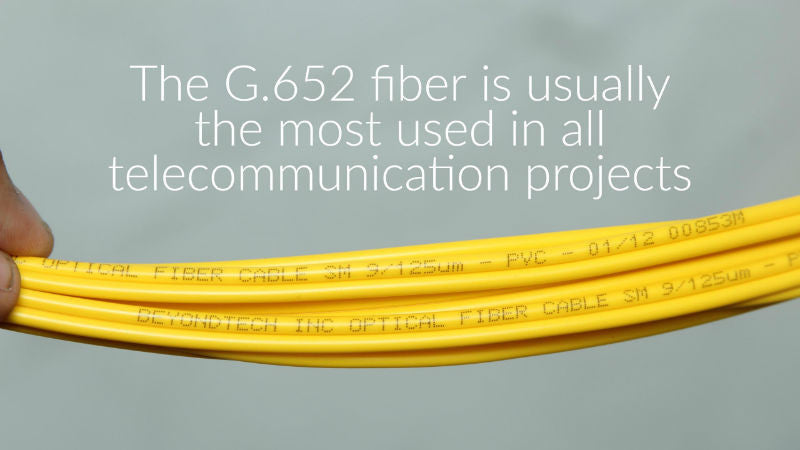 The G.652 fiber is usually
the most used in all
telecommunication projects
OPTICAL FIBER CABLE SM 9/125um - PVC - 01/12 00853M
BEYONDTECH INC OPTICAL FIBER CABLE SM 9/125um -